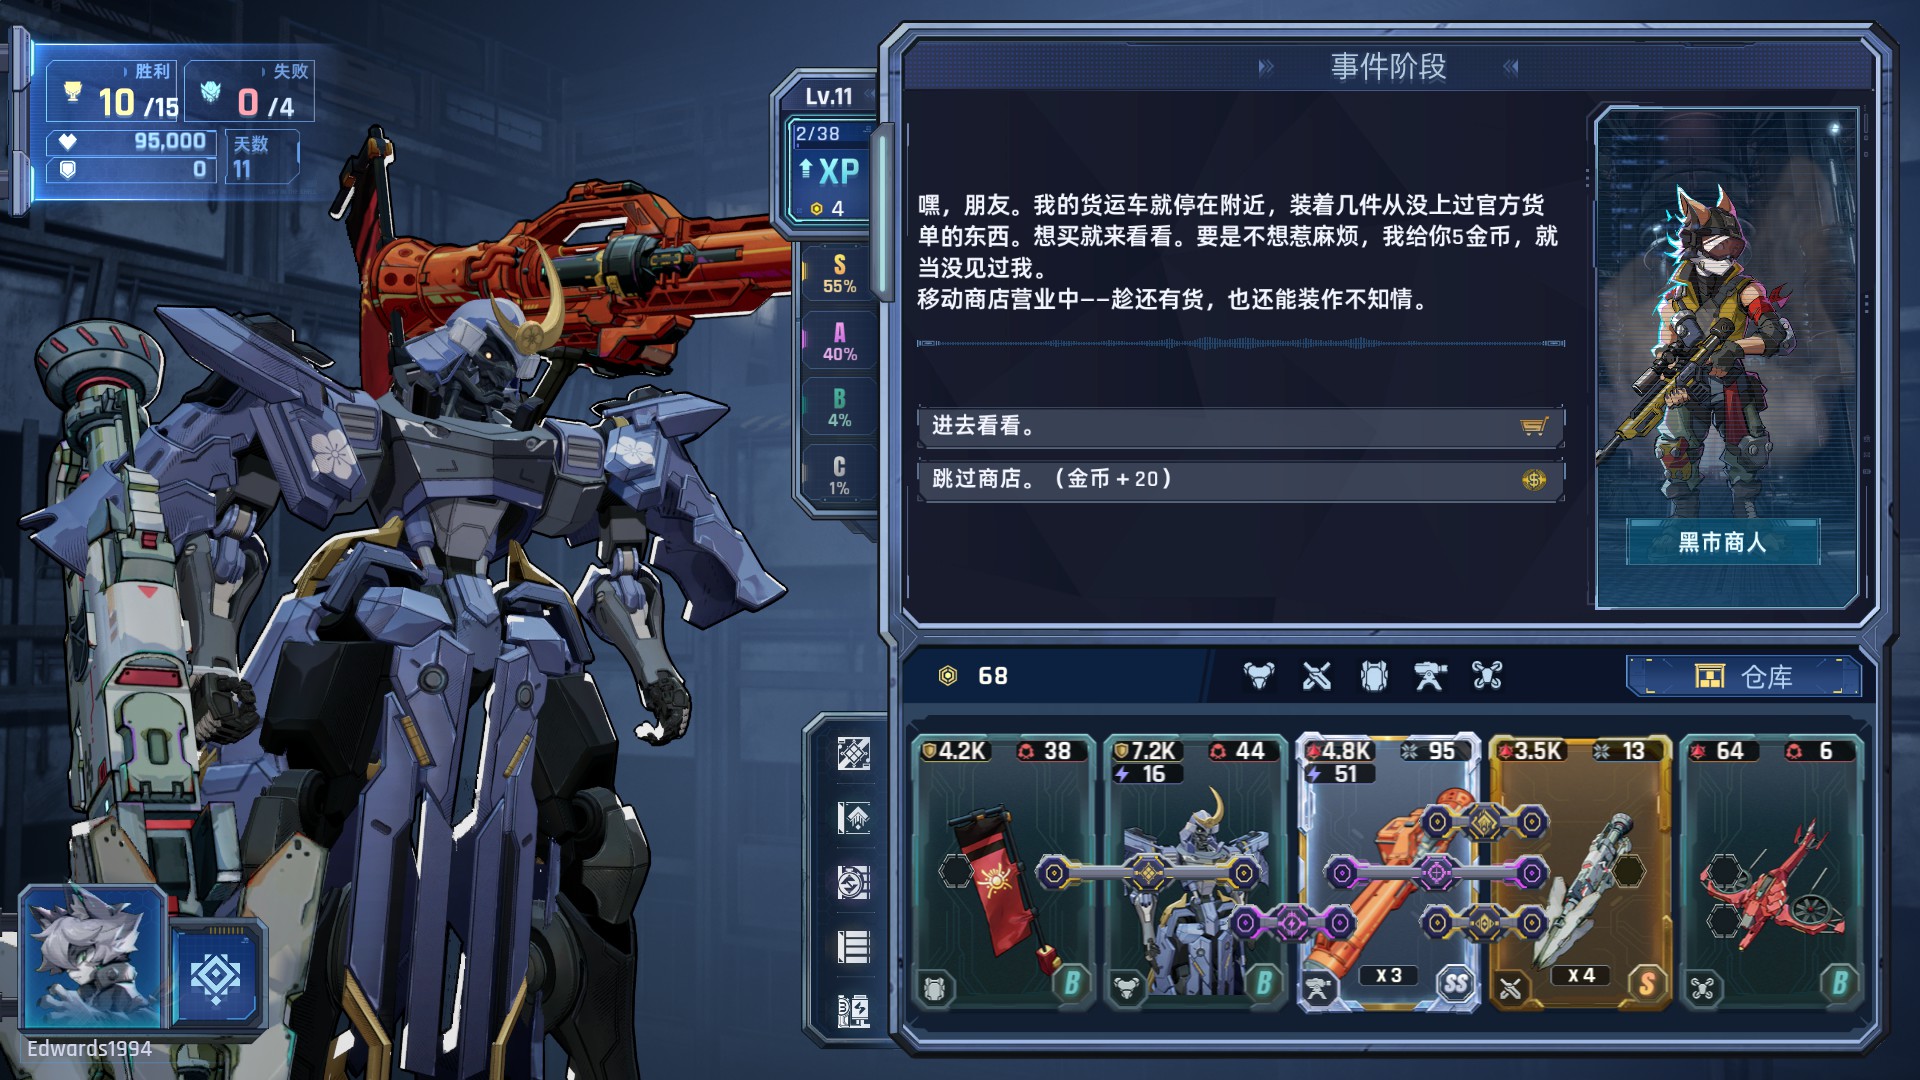 胜利
10 /15
失败
0 /4
95,000
0
天数
11
Lv.11
2/38
XP
4
S
55%
A
40%
B
4%
C
1%
事件阶段
嘿，朋友。我的货运车就停在附近，装着几件从没上过官方货
单的东西。想买就来看看。要是不想惹麻烦，我给你5金币，就
当没见过我。
移动商店营业中——趁还有货，也还能装作不知情。
进去看看。
跳过商店。（金币+20）
黑市商人
68
仓库
4.2K 38
B
7.2K 44
16
B
4.8K 95
51
x3
SS
3.5K 13
x4
S
64 6
B
Edwards1994